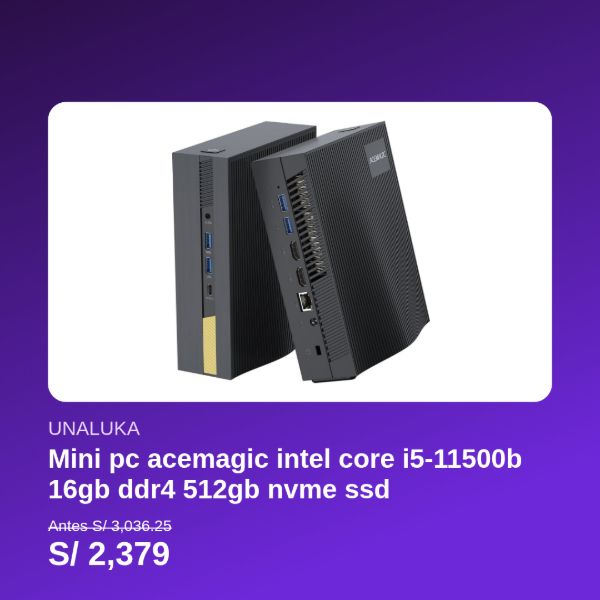 ACEMAGIC
UNALUKA
Mini pc acemagic intel core i5-11500b
16gb ddr4 512gb nvme ssd
Antes S/ 3,036.25
S/ 2,379